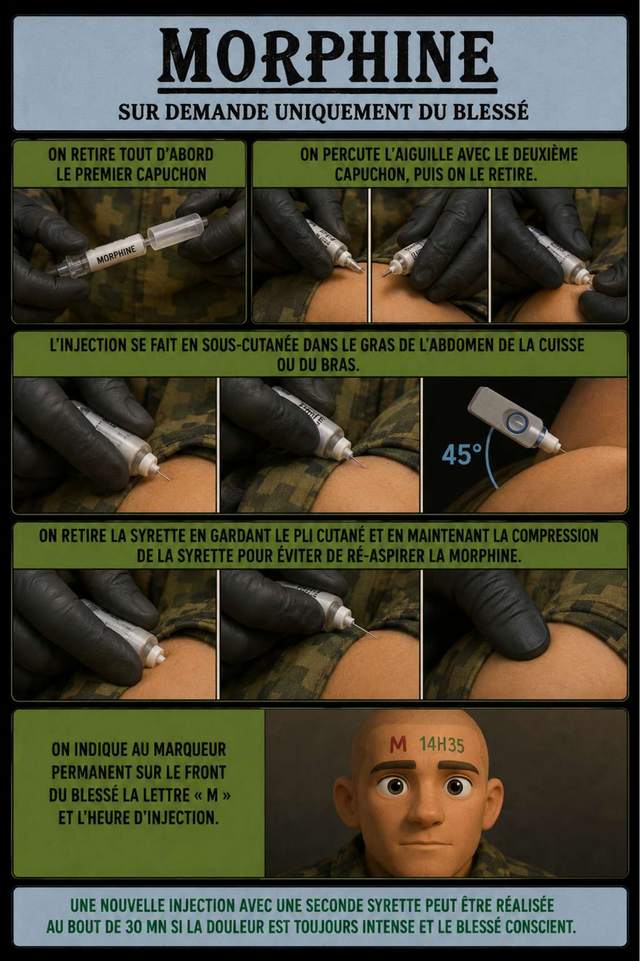 MORPHINE
SUR DEMANDE UNIQUEMENT DU BLESSÉ
ON RETIRE TOUT D'ABORD
LE PREMIER CAPUCHON
ON PERCUTE L'AIGUILLE AVEC LE DEUXIÈME
CAPUCHON, PUIS ON LE RETIRE.
MORPHINE
L'INJECTION SE FAIT EN SOUS-CUTANÉE DANS LE GRAS DE L'ABDOMEN DE LA CUISSE
OU DU BRAS.
45°
ON RETIRE LA SYRETTE EN GARDANT LE PLI CUTANÉ ET EN MAINTENANT LA COMPRESSION
DE LA SYRETTE POUR ÉVITER DE RÉ-ASPIRER LA MORPHINE.
ON INDIQUE AU MARQUEUR
PERMANENT SUR LE FRONT
DU BLESSÉ LA LETTRE « M »
ET L'HEURE D'INJECTION.
M 14H35
UNE NOUVELLE INJECTION AVEC UNE SECONDE SYRETTE PEUT ÊTRE RÉALISÉE
AU BOUT DE 30 MN SI LA DOULEUR EST TOUJOURS INTENSE ET LE BLESSÉ CONSCIENT.